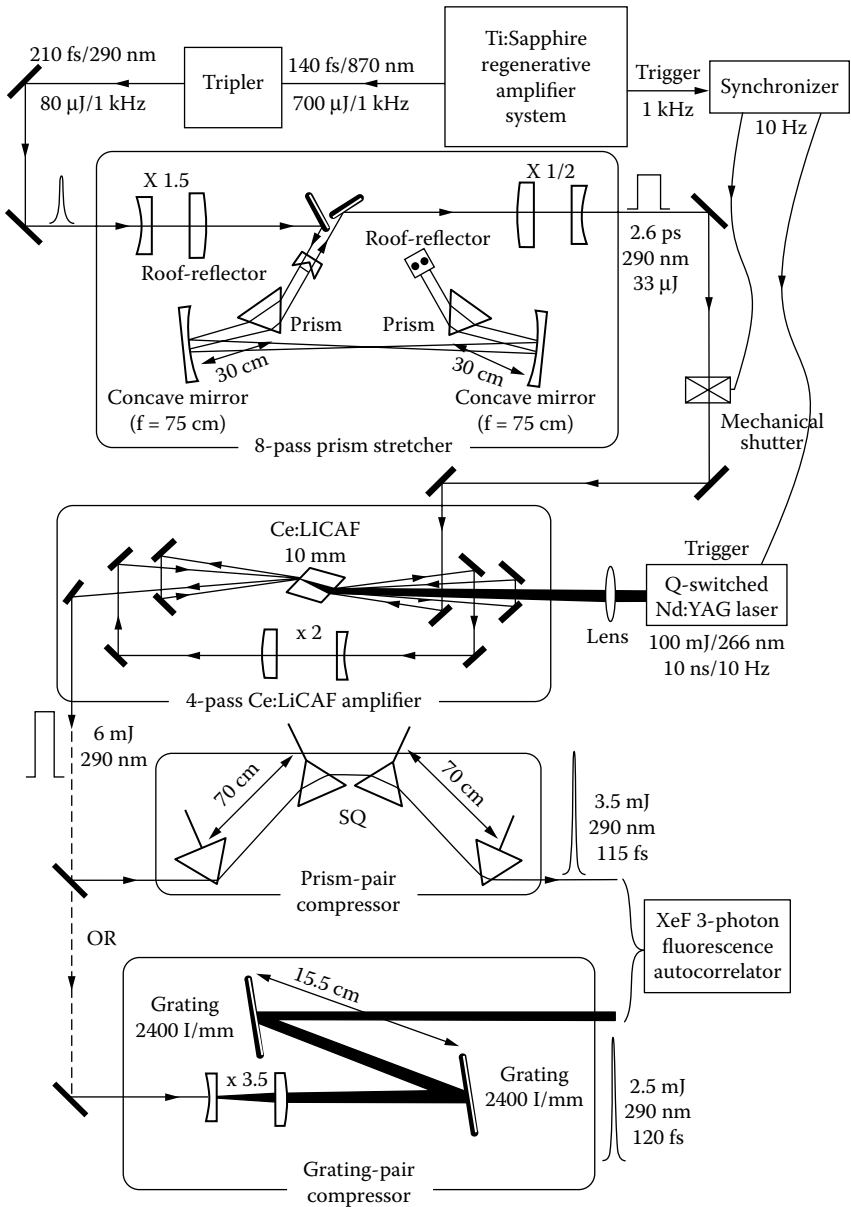 210 fs/290 nm
80 μJ/1 kHz
Tripler
140 fs/870 nm
700 μJ/1 kHz
Ti:Sapphire
regenerative
amplifier
system
Trigger
1 kHz
Synchronizer
10 Hz
X 1.5
X 1/2
Roof-reflector
Roof-reflector
2.6 ps
290 nm
33 μJ
Prism
Prism
30 cm
30 cm
Concave mirror
(f = 75 cm)
Concave mirror
(f = 75 cm)
8-pass prism stretcher
Mechanical
shutter
Ce:LICAF
10 mm
Trigger
Q-switched
Nd:YAG laser
Lens
100 mJ/266 nm
10 ns/10 Hz
x 2
4-pass Ce:LiCAF amplifier
6 mJ
290 nm
70 cm
70 cm
SQ
3.5 mJ
290 nm
115 fs
Prism-pair
compressor
XeF 3-photon
fluorescence
autocorrelator
OR
15.5 cm
Grating
2400 I/mm
x 3.5
Grating
2400 I/mm
2.5 mJ
290 nm
120 fs
Grating-pair
compressor